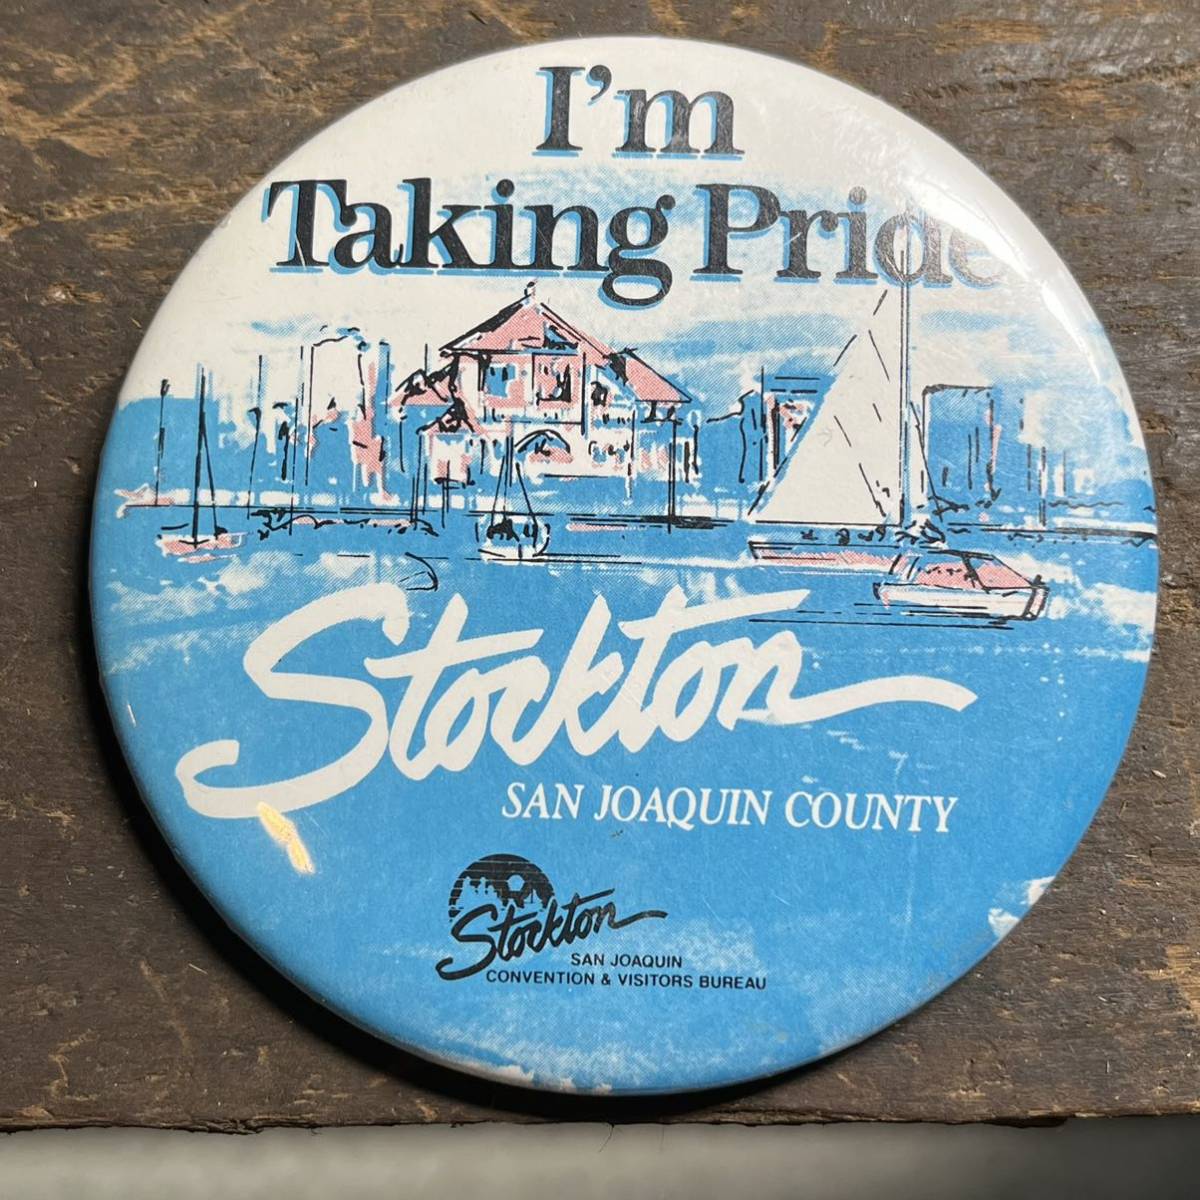 I'm
Taking Pride
Stockton
SAN JOAQUIN COUNTY
Stockton
SAN JOAQUIN
CONVENTION & VISITORS BUREAU